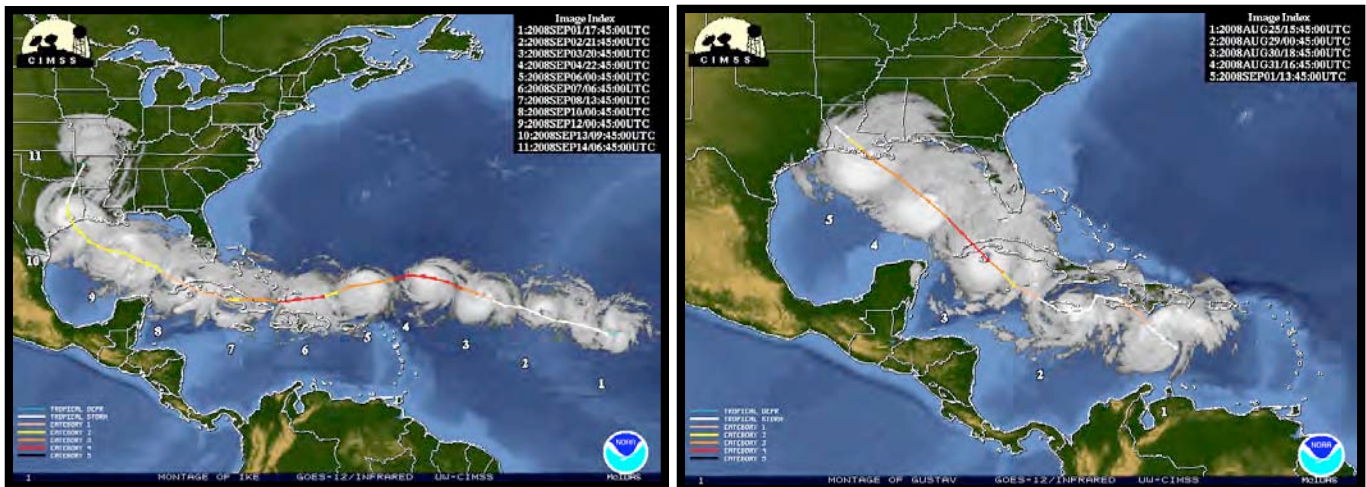 CIMSS
Image Index
1:2008SEP01/17:45:00UTC
2:2008SEP02/21:45:00UTC
3:2008SEP03/20:45:00UTC
4:2008SEP04/22:45:00UTC
5:2008SEP06/00:45:00UTC
6:2008SEP07/06:45:00UTC
7:2008SEP08/13:45:00UTC
8:2008SEP10/00:45:00UTC
9:2008SEP12/00:45:00UTC
10:2008SEP13/09:45:00UTC
11:2008SEP14/06:45:00UTC
11
10
9
8
7
6
5
4
3
2
1
TROPICAL DEPR
TROPICAL STORM
CATEGORY 1
CATEGORY 2
CATEGORY 3
CATEGORY 4
CATEGORY 5
NOAA
1 MONTAGE OF IKE GOES-12/INFRARED UW-CIMSS McIDAS
CIMSS
Image Index
1:2008AUG25/15:45:00UTC
2:2008AUG29/00:45:00UTC
3:2008AUG30/18:45:00UTC
4:2008AUG31/16:45:00UTC
5:2008SEP01/13:45:00UTC
5
4
3
2
1
TROPICAL DEPR
TROPICAL STORM
CATEGORY 1
CATEGORY 2
CATEGORY 3
CATEGORY 4
CATEGORY 5
NOAA
1 MONTAGE OF GUSTAV GOES-12/INFRARED UW-CIMSS McIDAS